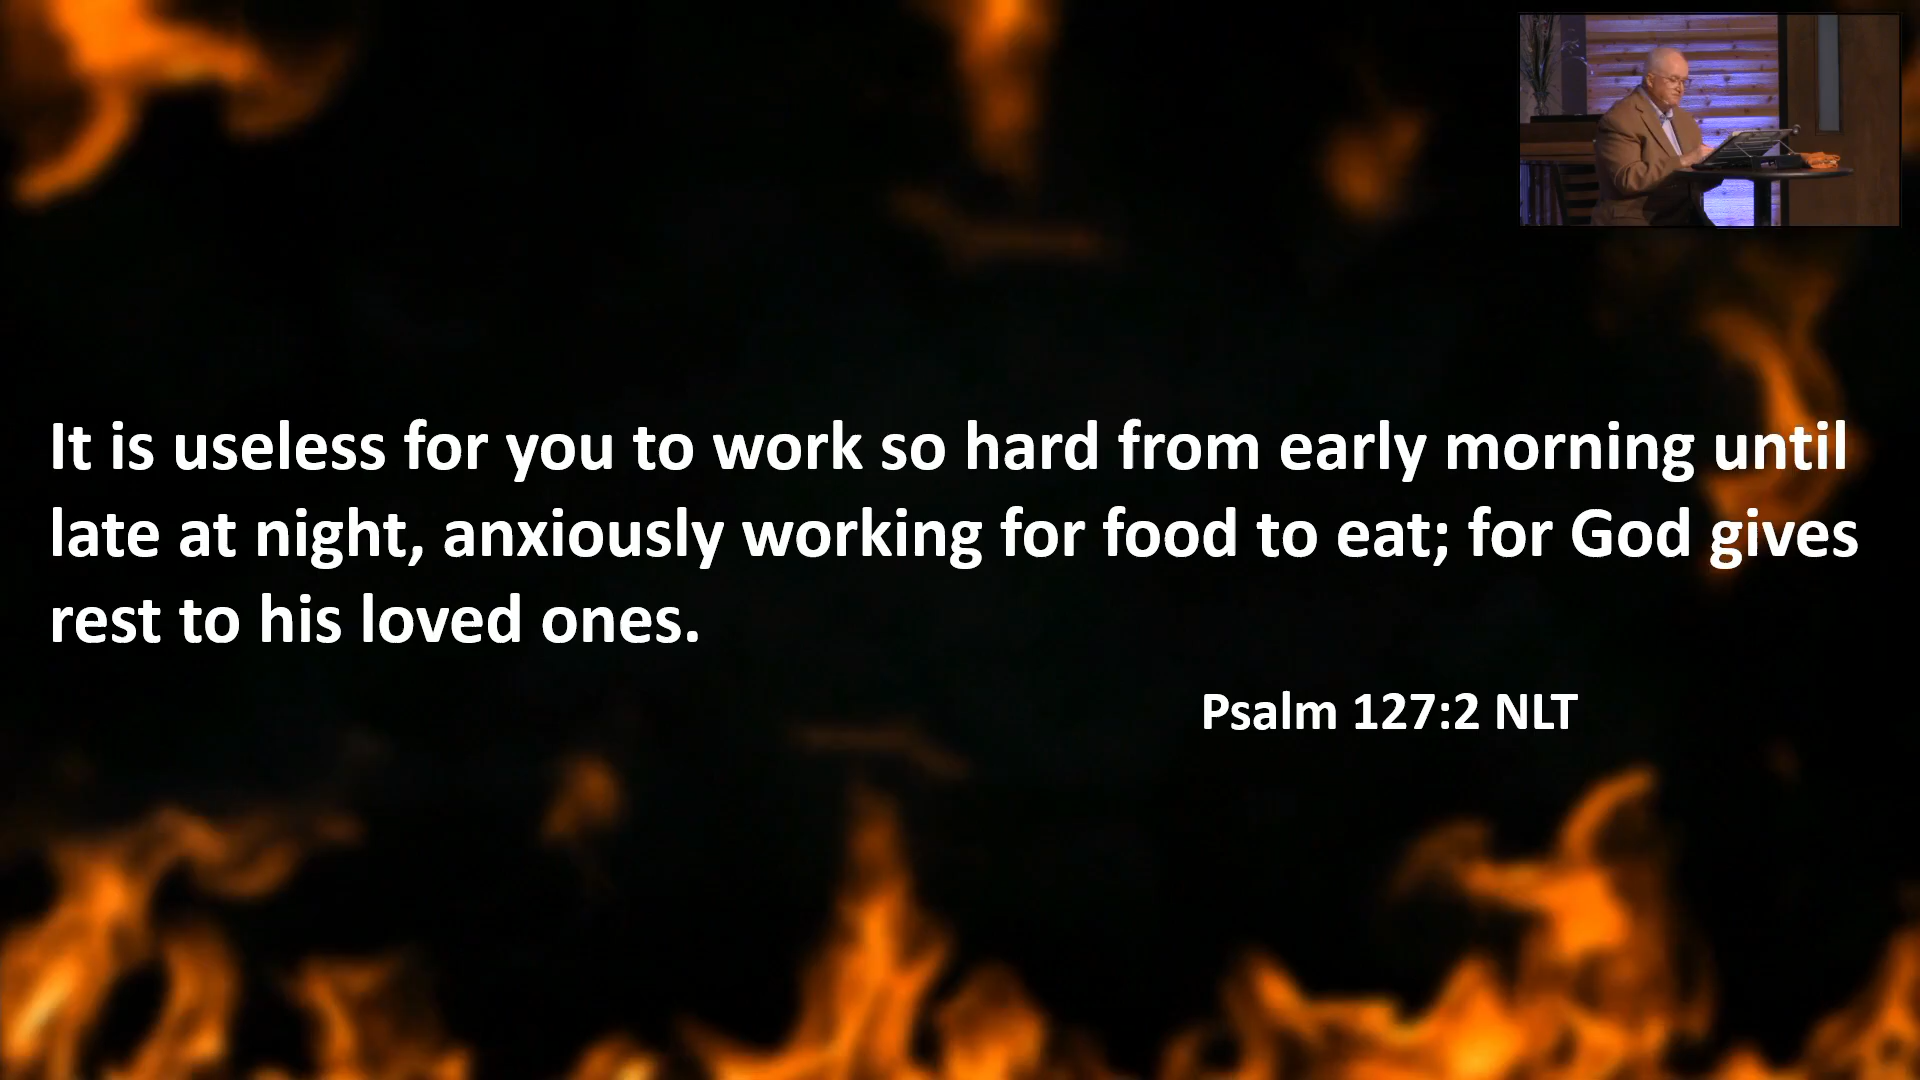 It is useless for you to work so hard from early morning until
late at night, anxiously working for food to eat; for God gives
rest to his loved ones.
Psalm 127:2 NLT